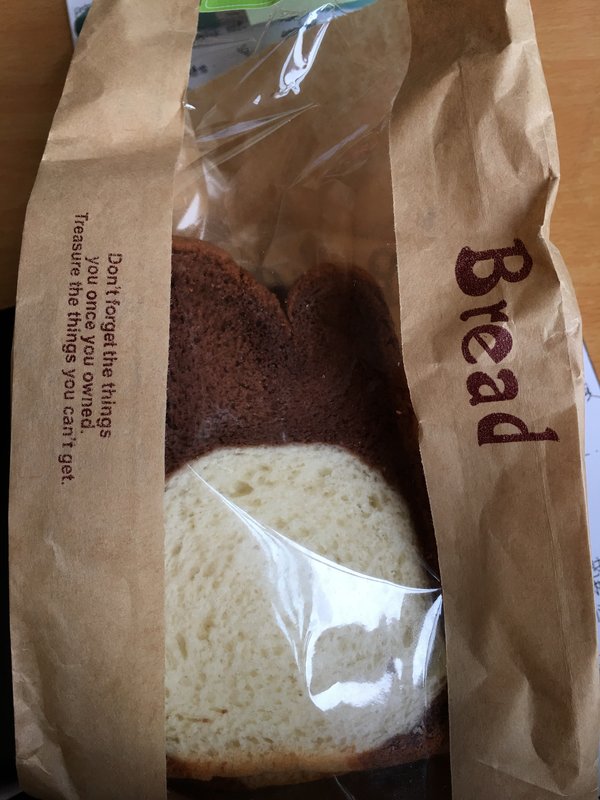 Don't forget the things
you once you owned.
Treasure the things you can't get.
Bread